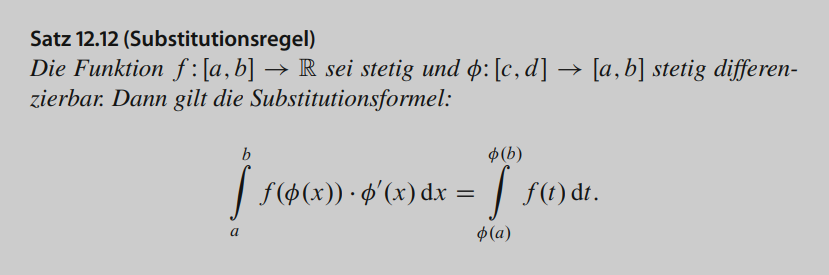 Satz 12.12 (Substitutionsregel)
Die Funktion f : [a, b] → ℝ sei stetig und ϕ: [c, d] → [a, b] stetig differen-
zierbar. Dann gilt die Substitutionsformel:
∫_a^b f(ϕ(x)) · ϕ′(x) dx = ∫_{ϕ(a)}^{ϕ(b)} f(t) dt.